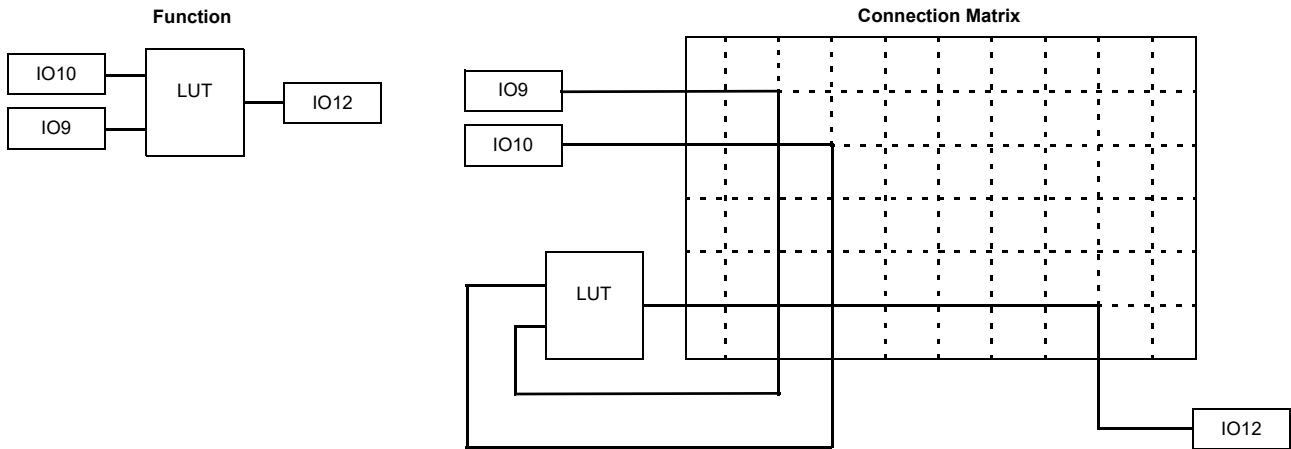 Function
IO10
LUT
IO12
IO9
Connection Matrix
IO9
IO10
LUT
IO12